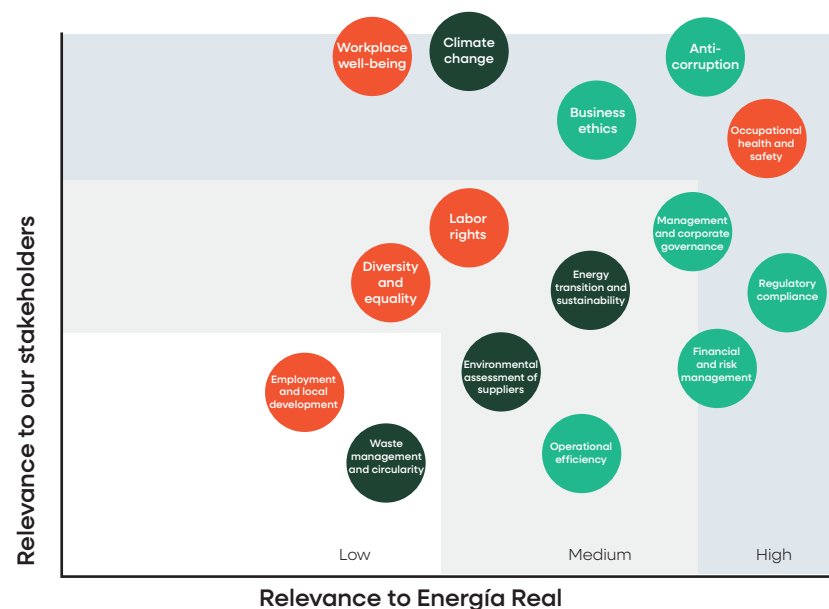 Relevance to our stakeholders
Workplace
well-being
Climate
change
Anti-
corruption
Business
ethics
Occupational
health and
safety
Labor
rights
Management
and corporate
governance
Diversity
and
equality
Energy
transition and
sustainability
Regulatory
compliance
Environmental
assessment of
suppliers
Financial
and risk
management
Employment
and local
development
Waste
management
and circularity
Operational
efficiency
Low
Medium
High
Relevance to Energía Real